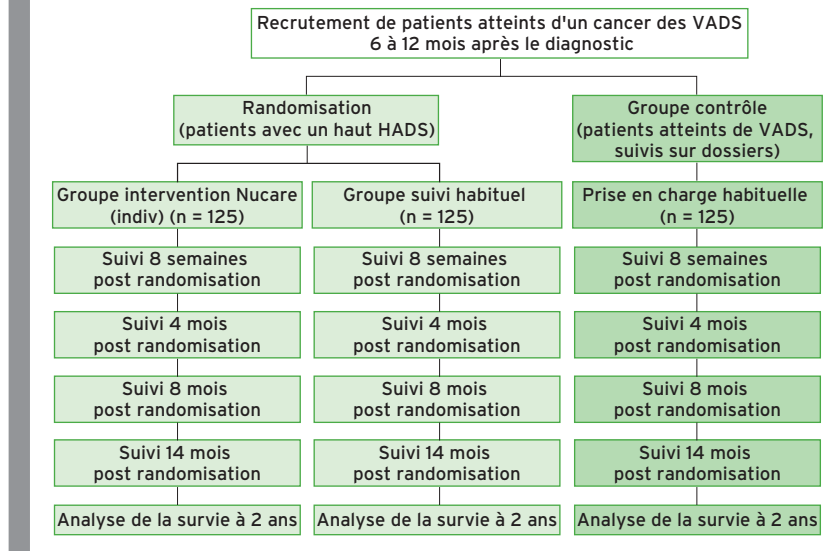 Recrutement de patients atteints d'un cancer des VADS
6 à 12 mois après le diagnostic
Randomisation
(patients avec un haut HADS)
Groupe contrôle
(patients atteints de VADS,
suivis sur dossiers)
Groupe intervention Nucare
(indiv) (n = 125)
Groupe suivi habituel
(n = 125)
Prise en charge habituelle
(n = 125)
Suivi 8 semaines
post randomisation
Suivi 8 semaines
post randomisation
Suivi 8 semaines
post randomisation
Suivi 4 mois
post randomisation
Suivi 4 mois
post randomisation
Suivi 4 mois
post randomisation
Suivi 8 mois
post randomisation
Suivi 8 mois
post randomisation
Suivi 8 mois
post randomisation
Suivi 14 mois
post randomisation
Suivi 14 mois
post randomisation
Suivi 14 mois
post randomisation
Analyse de la survie à 2 ans
Analyse de la survie à 2 ans
Analyse de la survie à 2 ans